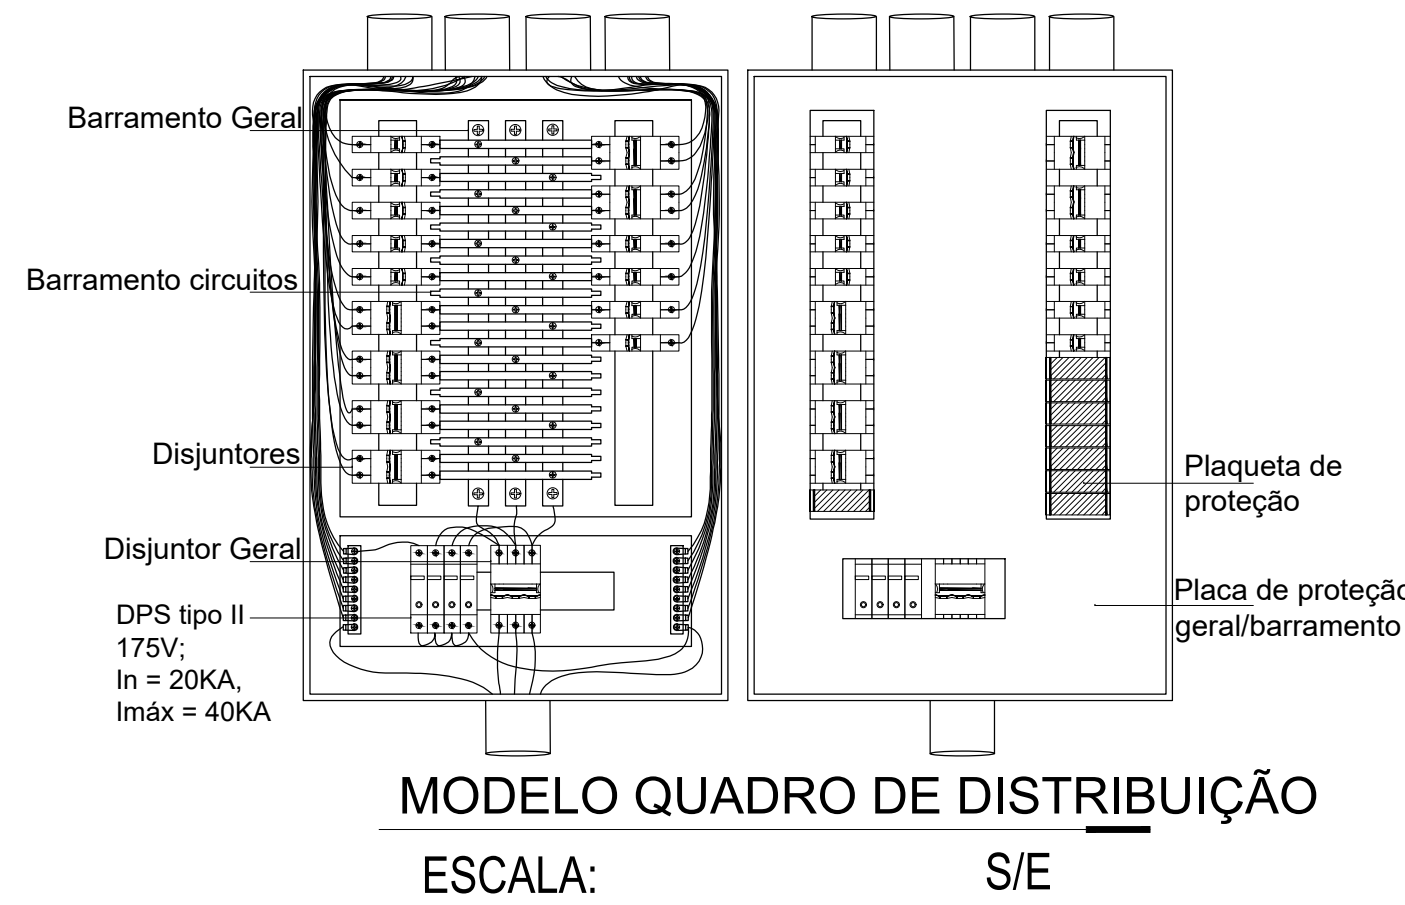 Barramento Geral
Barramento circuitos
Disjuntores
Disjuntor Geral
DPS tipo II
175V;
In = 20KA,
Imáx = 40KA
Plaqueta de
proteção
Placa de proteção
geral/barramento
MODELO QUADRO DE DISTRIBUIÇÃO
ESCALA: S/E